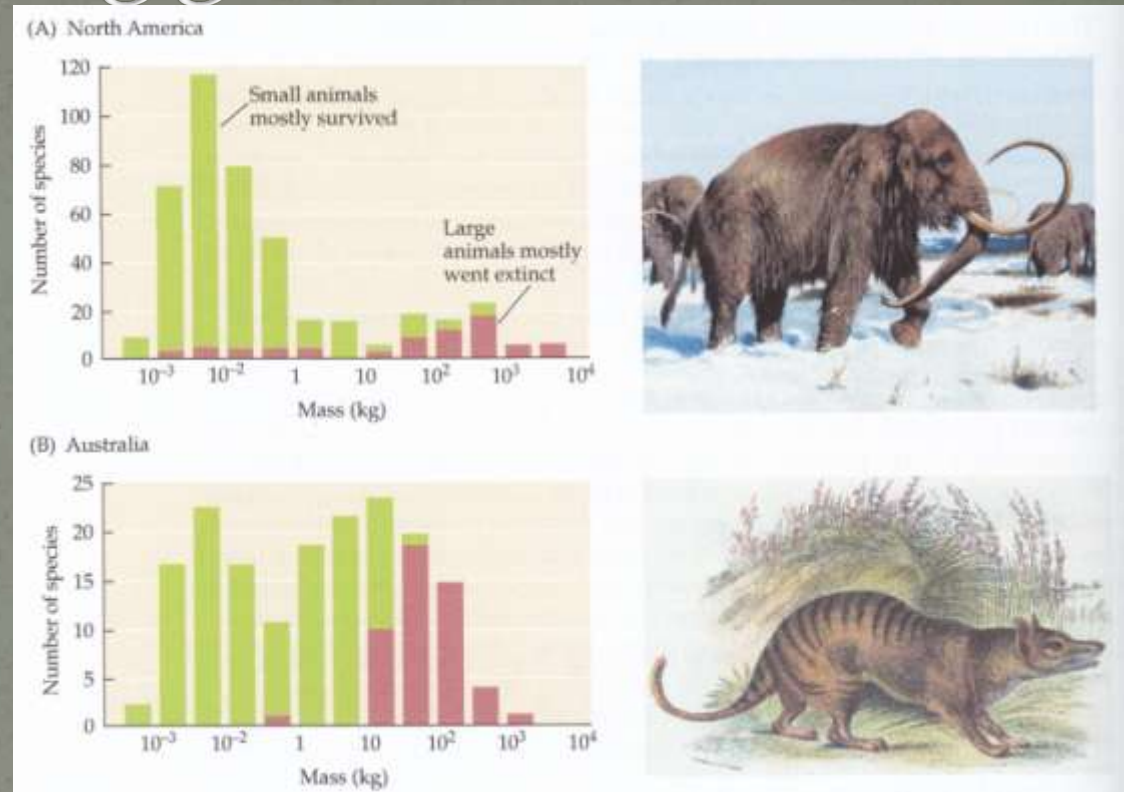 (A) North America
120
100
80
60
40
20
0
Number of species
Small animals
mostly survived
Large
animals mostly
went extinct
10⁻³ 10⁻² 1 10 10² 10³ 10⁴
Mass (kg)
(B) Australia
25
20
15
10
5
0
Number of species
10⁻³ 10⁻² 1 10 10² 10³ 10⁴
Mass (kg)